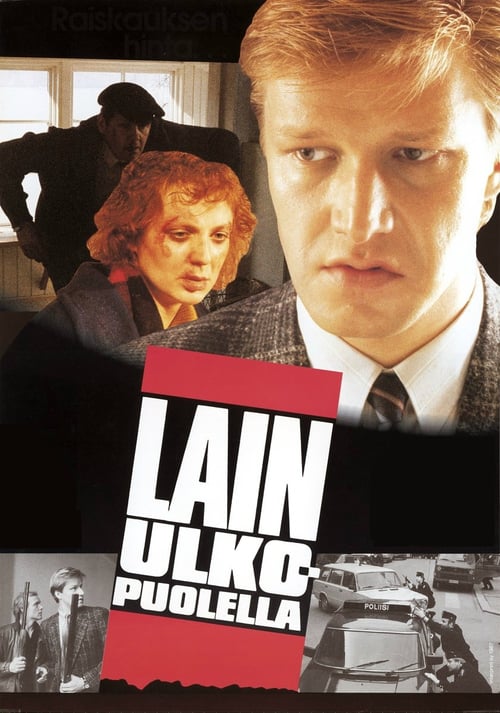 Raiskauksen
hinta
LAIN
ULKO-
PUOLELLA
POLIISI